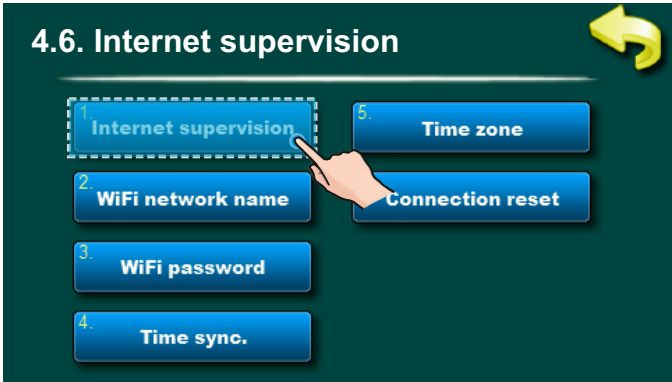 4.6. Internet supervision
1.
Internet supervision
2.
WiFi network name
3.
WiFi password
4.
Time sync.
5.
Time zone
Connection reset